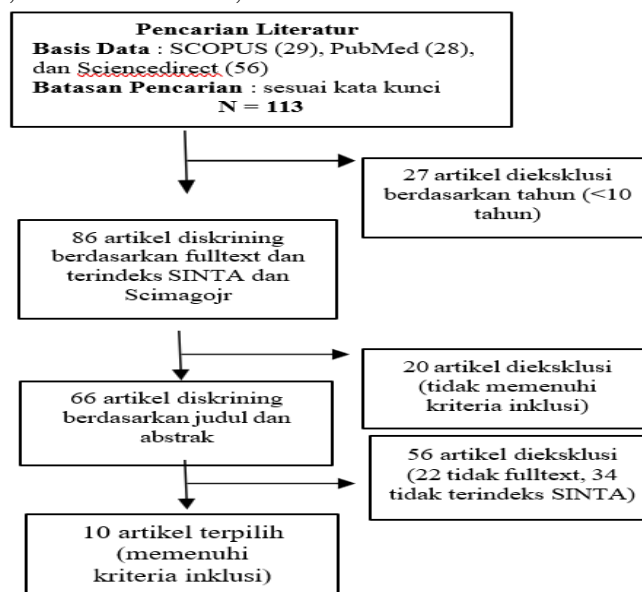 Pencarian Literatur
Basis Data : SCOPUS (29), PubMed (28),
dan Sciencedirect (56)
Batasan Pencarian : sesuai kata kunci
N = 113
27 artikel dieksklusi
berdasarkan tahun (<10
tahun)
86 artikel diskrining
berdasarkan fulltext dan
terindeks SINTA dan
Scimagojr
20 artikel dieksklusi
(tidak memenuhi
kriteria inklusi)
66 artikel diskrining
berdasarkan judul dan
abstrak
56 artikel dieksklusi
(22 tidak fulltext, 34
tidak terindeks SINTA)
10 artikel terpilih
(memenuhi
kriteria inklusi)